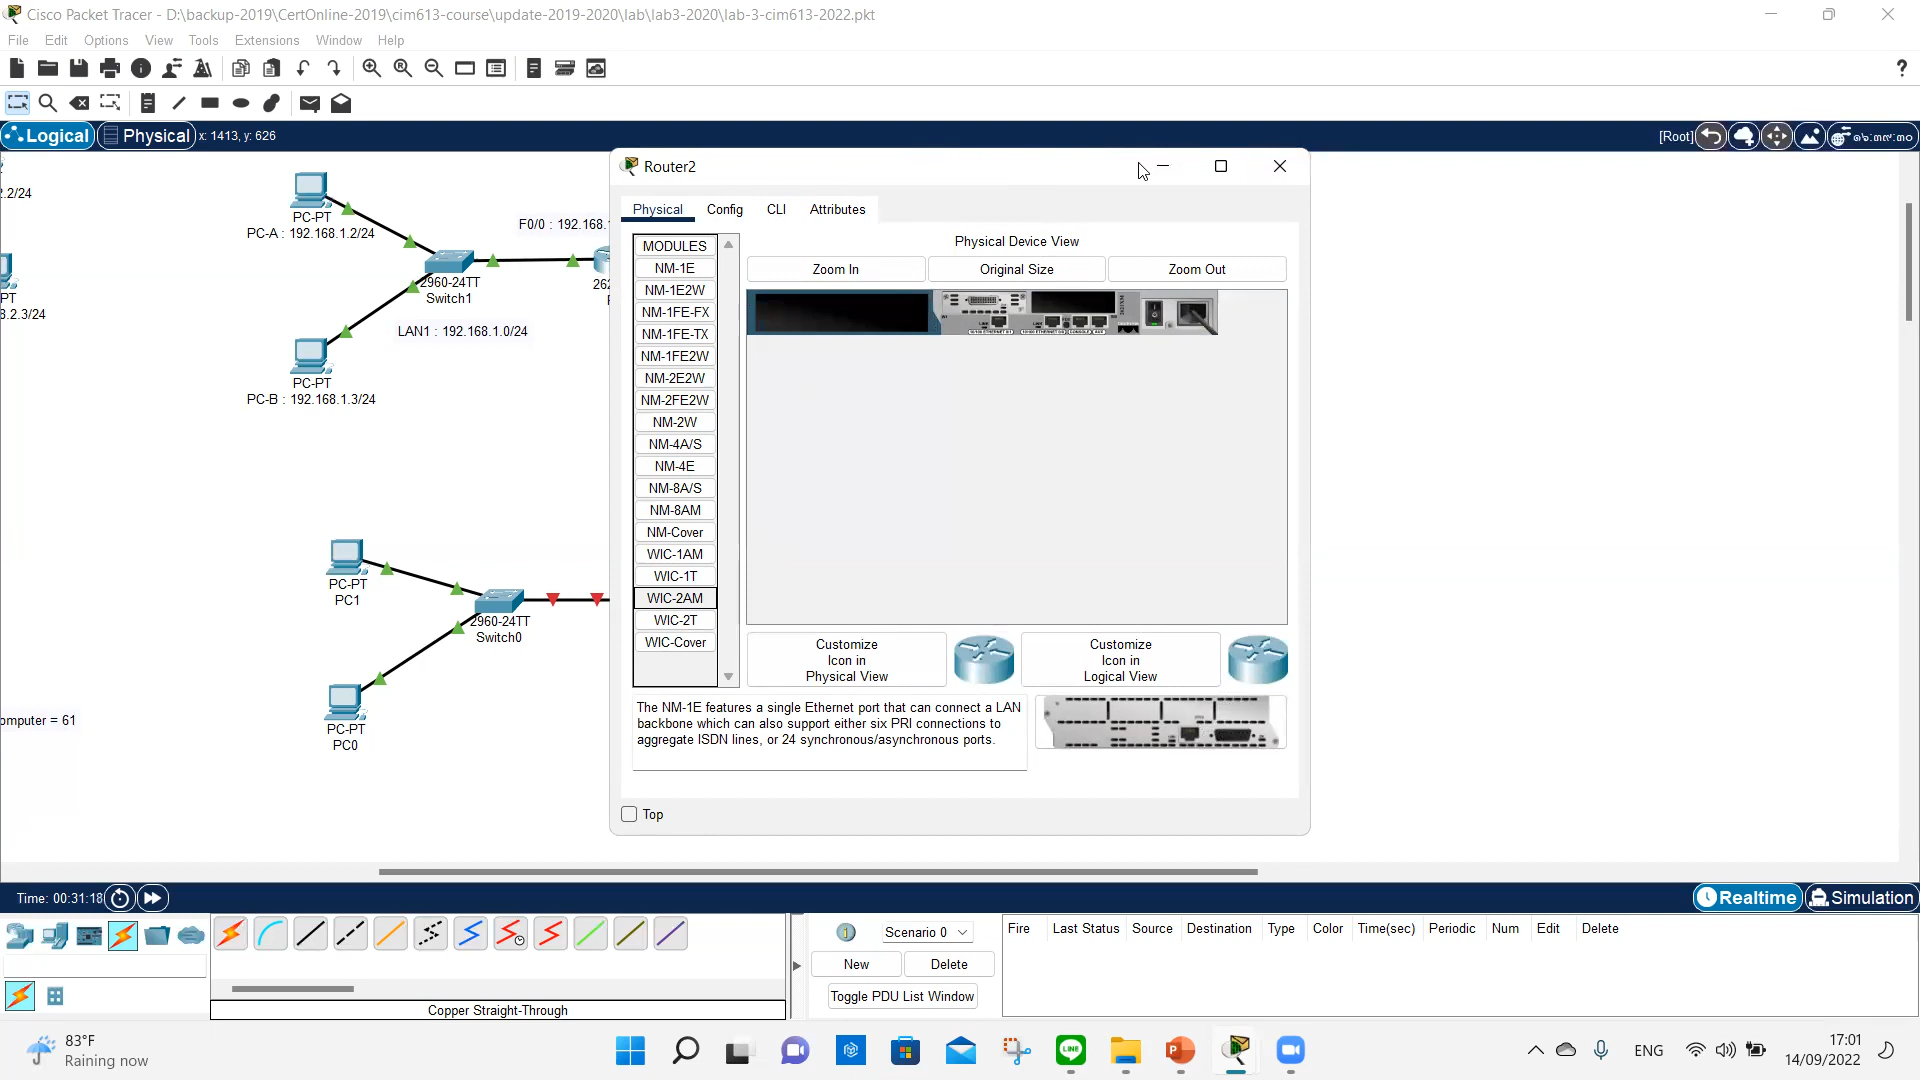 Cisco Packet Tracer - D:\backup-2019\CertOnline-2019\cim613-course\update-2019-2020\lab\lab3-2020\lab-3-cim613-2022.pkt
File Edit Options View Tools Extensions Window Help
Logical Physical x: 1413, y: 626 [Root] ๑๖:๓๙:๓๐
Router2
Physical Config CLI Attributes
MODULES
NM-1E
NM-1E2W
NM-1FE-FX
NM-1FE-TX
NM-1FE2W
NM-2E2W
NM-2FE2W
NM-2W
NM-4A/S
NM-4E
NM-8A/S
NM-8AM
NM-Cover
WIC-1AM
WIC-1T
WIC-2AM
WIC-2T
WIC-Cover
Physical Device View
Zoom In Original Size Zoom Out
Customize
Icon in
Physical View
Customize
Icon in
Logical View
The NM-1E features a single Ethernet port that can connect a LAN
backbone which can also support either six PRI connections to
aggregate ISDN lines, or 24 synchronous/asynchronous ports.
Top
.2/24
PT
.3/24
PC-PT
PC-A : 192.168.1.2/24
F0/0 : 192.168.
2960-24TT
Switch1
262
LAN1 : 192.168.1.0/24
PC-PT
PC-B : 192.168.1.3/24
PC-PT
PC1
2960-24TT
Switch0
PC-PT
PC0
omputer = 61
Time: 00:31:18
Realtime Simulation
Scenario 0
New Delete
Toggle PDU List Window
Fire Last Status Source Destination Type Color Time(sec) Periodic Num Edit Delete
Copper Straight-Through
83°F
Raining now
LINE
ENG
17:01
14/09/2022